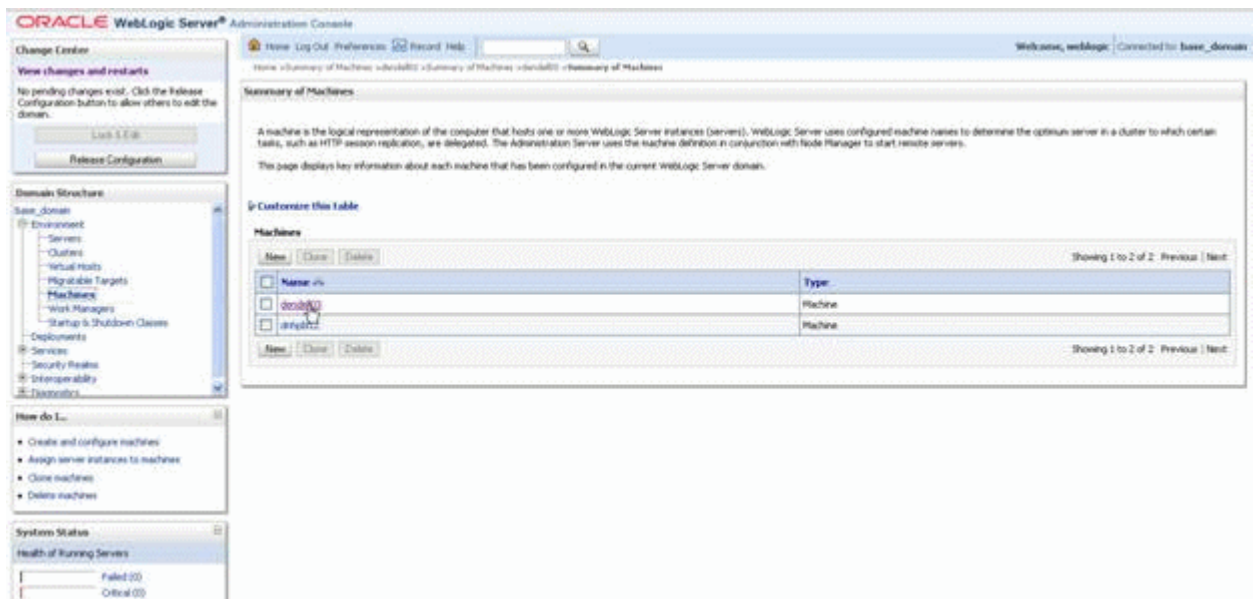 ORACLE WebLogic Server® Administration Console
Change Center
View changes and restarts
No pending changes exist. Click the Release
Configuration button to allow others to edit the
domain.
Lock & Edit
Release Configuration
Domain Structure
base_domain
Environment
Servers
Clusters
Virtual Hosts
Migratable Targets
Machines
Work Managers
Startup & Shutdown Classes
Deployments
Services
Security Realms
Interoperability
Diagnostics
How do I...
Create and configure machines
Assign server instances to machines
Clone machines
Delete machines
System Status
Health of Running Servers
Failed (0)
Critical (0)
Home Log Out Preferences Record Help
Welcome, weblogic Connected to: base_domain
Home >Summary of Machines >Summary of Machines >Summary of Machines
Summary of Machines
A machine is the logical representation of the computer that hosts one or more WebLogic Server instances (servers). WebLogic Server uses configured machine names to determine the optimum server in a cluster to which certain
tasks, such as HTTP session replication, are delegated. The Administration Server uses the machine definition in conjunction with Node Manager to start remote servers.
This page displays key information about each machine that has been configured in the current WebLogic Server domain.
Customize this table
Machines
New Clone Delete
Showing 1 to 2 of 2 Previous | Next
Name Type
Machine
Machine
New Clone Delete
Showing 1 to 2 of 2 Previous | Next